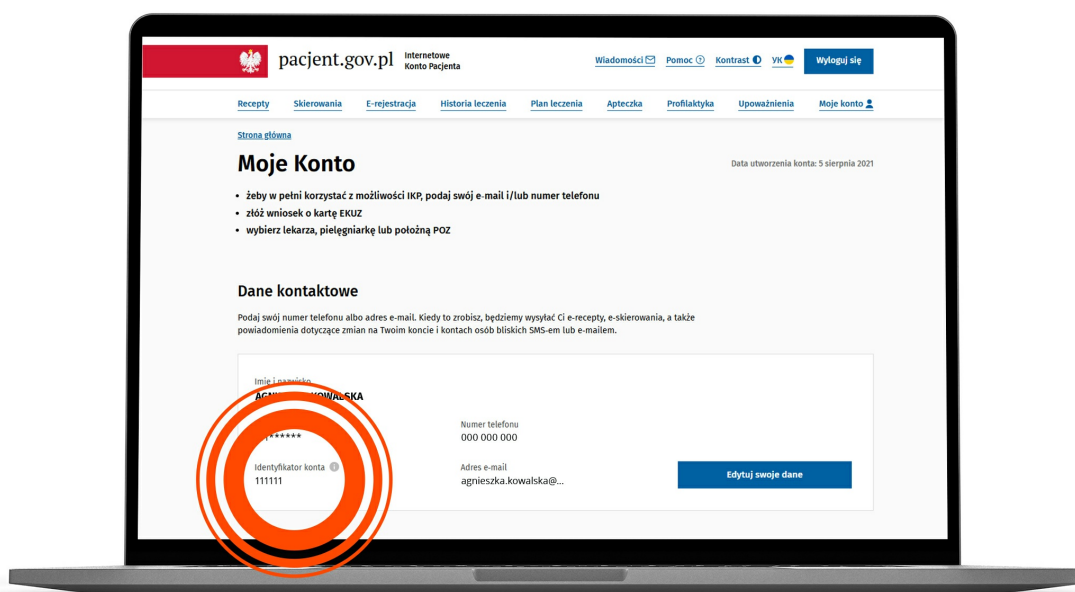 pacjent.gov.pl
Internetowe
Konto Pacjenta
Wiadomości
Pomoc
Kontrast
УК
Wyloguj się
Recepty
Skierowania
E-rejestracja
Historia leczenia
Plan leczenia
Apteczka
Profilaktyka
Upoważnienia
Moje konto
Strona główna
Moje Konto
Data utworzenia konta: 5 sierpnia 2021
• żeby w pełni korzystać z możliwości IKP, podaj swój e-mail i/lub numer telefonu
• złóż wniosek o kartę EKUZ
• wybierz lekarza, pielęgniarkę lub położną POZ
Dane kontaktowe
Podaj swój numer telefonu albo adres e-mail. Kiedy to zrobisz, będziemy wysyłać Ci e-recepty, e-skierowania, a także
powiadomienia dotyczące zmian na Twoim koncie i kontach osób bliskich SMS-em lub e-mailem.
Imię i nazwisko
KOWALSKA
******
Numer telefonu
000 000 000
Identyfikator konta
111111
Adres e-mail
agnieszka.kowalska@...
Edytuj swoje dane